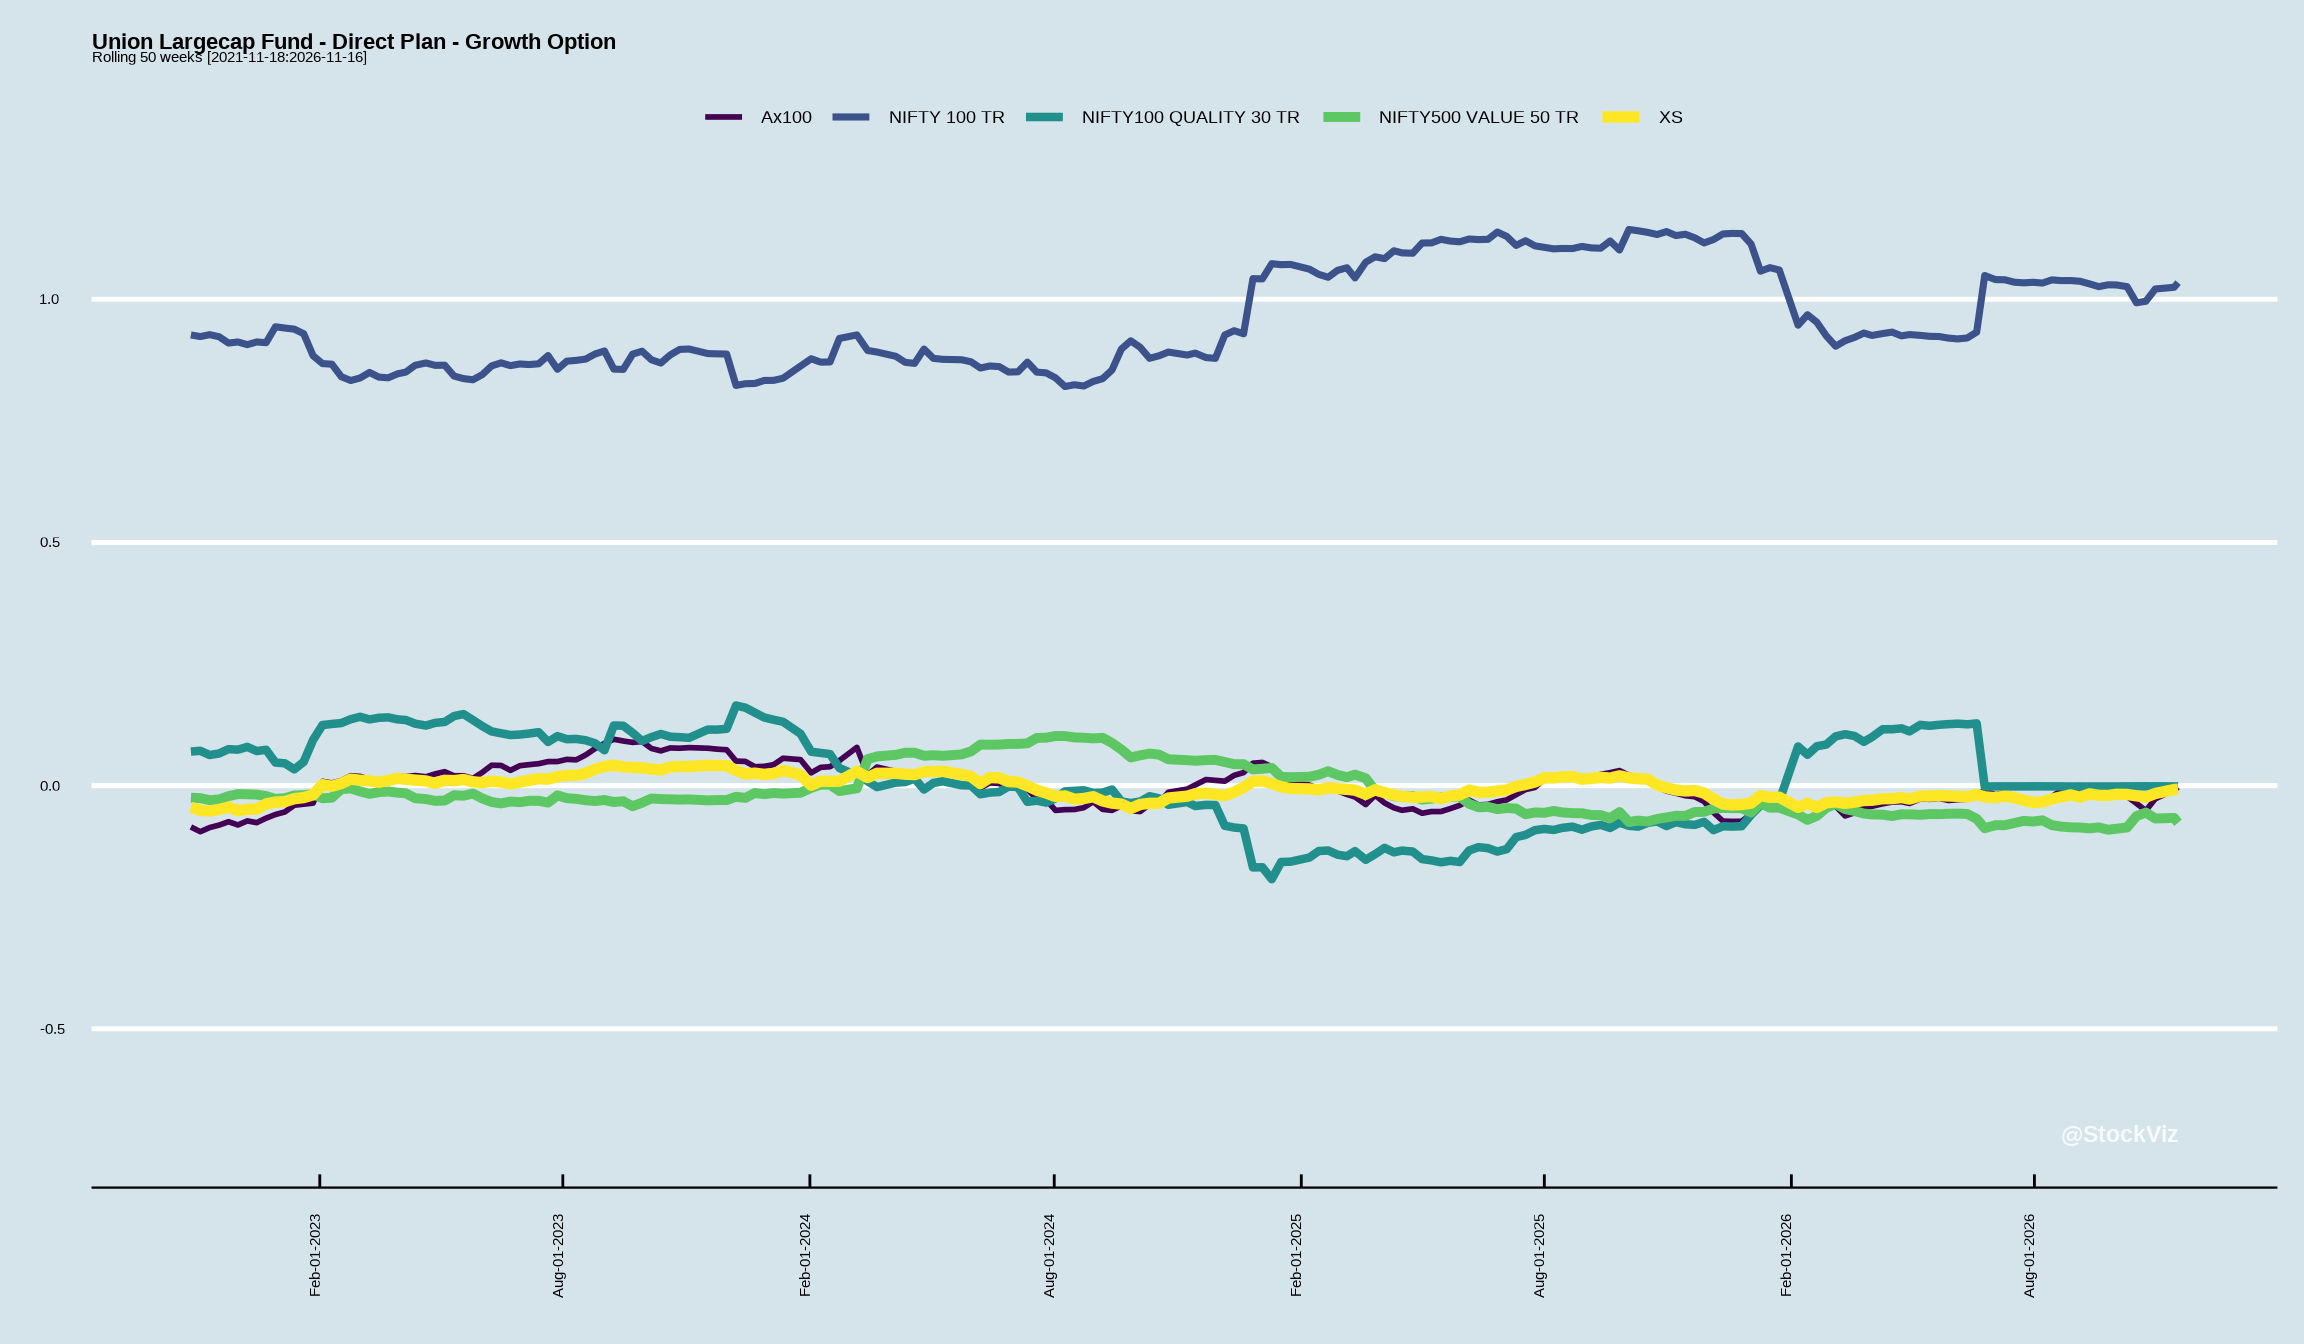 Union Largecap Fund - Direct Plan - Growth Option
Rolling 50 weeks [2021-11-18:2026-11-16]
Ax100 NIFTY 100 TR NIFTY100 QUALITY 30 TR NIFTY500 VALUE 50 TR XS
1.0
0.5
0.0
-0.5
@StockViz
Feb-01-2023 Aug-01-2023 Feb-01-2024 Aug-01-2024 Feb-01-2025 Aug-01-2025 Feb-01-2026 Aug-01-2026